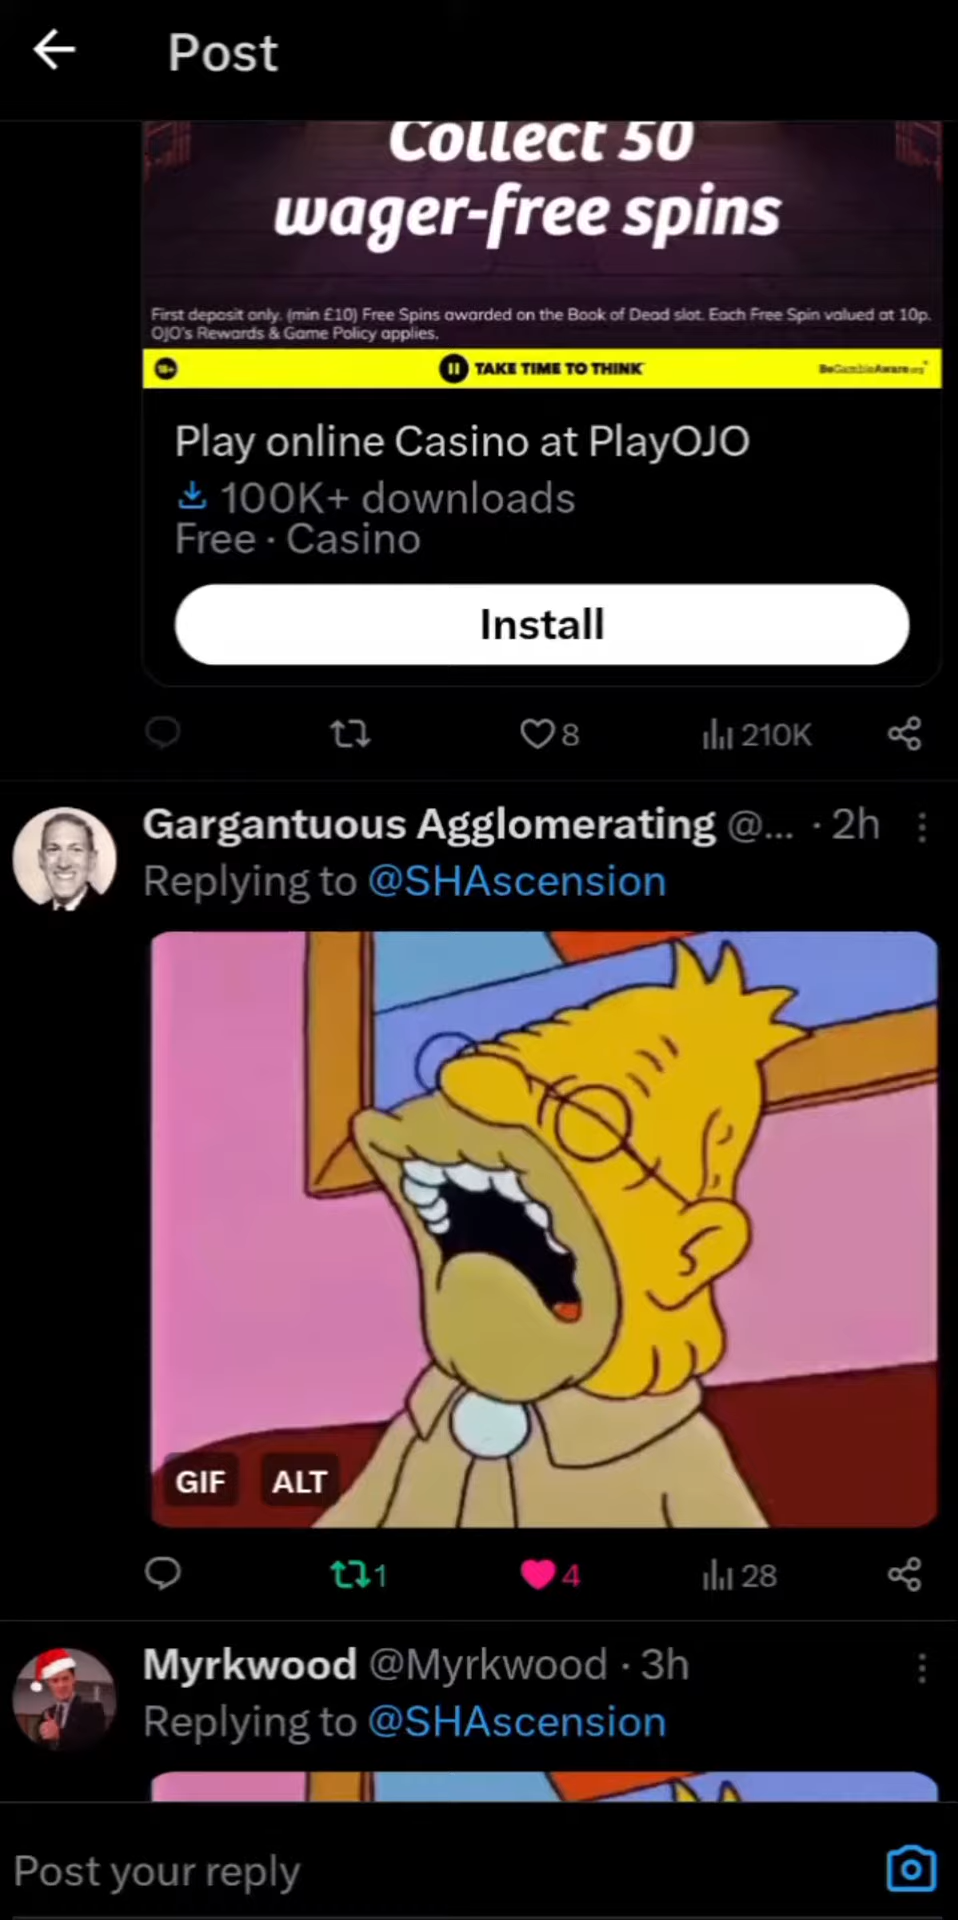 Post
Collect 50
wager-free spins
First deposit only. (min £10) Free Spins awarded on the Book of Dead slot. Each Free Spin valued at 10p.
OJO's Rewards & Game Policy applies.
18+ TAKE TIME TO THINK BeGambleAware.org
Play online Casino at PlayOJO
100K+ downloads
Free · Casino
Install
8 210K
Gargantuous Agglomerating @... · 2h
Replying to @SHAscension
GIF ALT
1 4 28
Myrkwood @Myrkwood · 3h
Replying to @SHAscension
Post your reply